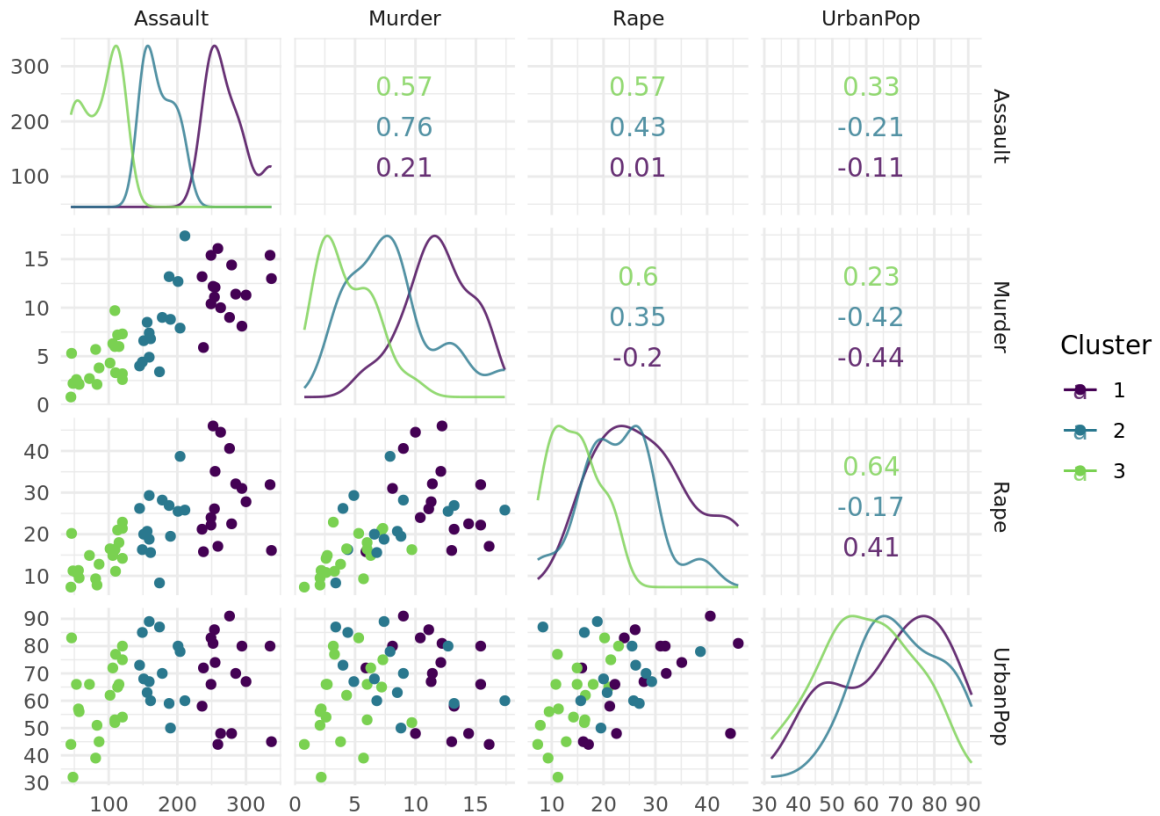 Assault Murder Rape UrbanPop
300
200
100
0.57 0.57 0.33
0.76 0.43 -0.21
0.21 0.01 -0.11
Assault
15
10
5
0
0.6 0.23
0.35 -0.42
-0.2 -0.44
Murder
40
30
20
10
0.64
-0.17
0.41
Rape
90
80
70
60
50
40
30
UrbanPop
100 200 300 0 5 10 15 10 20 30 40 30 40 50 60 70 80 90
Cluster
a 1
a 2
a 3